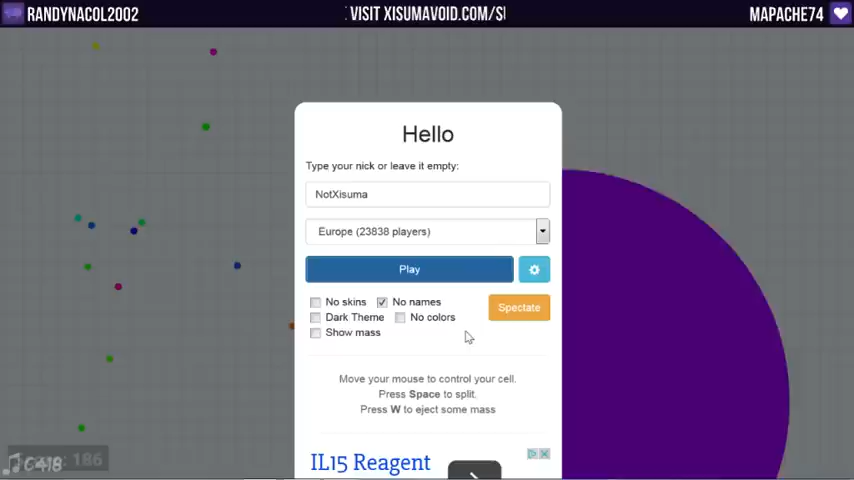 RANDYNACOL2002
VISIT XISUMAVOID.COM/S
MAPACHE74
Hello
Type your nick or leave it empty:
NotXisuma
Europe (23838 players)
Play
No skins
No names
Spectate
Dark Theme
No colors
Show mass
Move your mouse to control your cell.
Press Space to split.
Press W to eject some mass
IL15 Reagent
C418
: 186